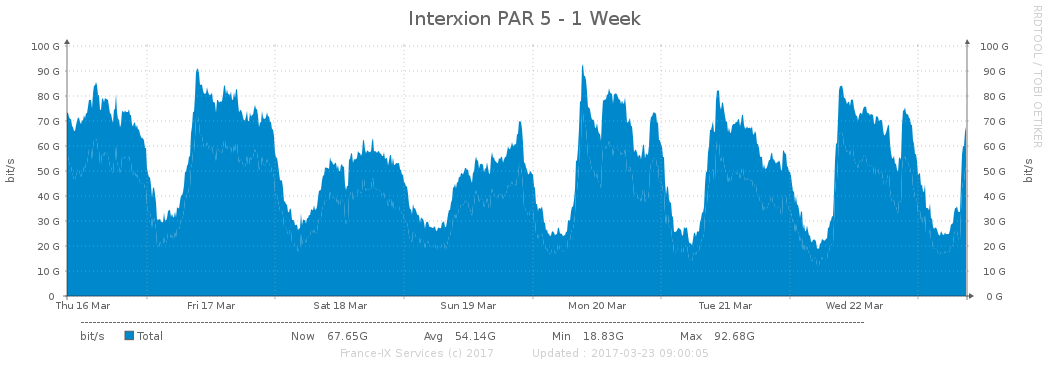 Interxion PAR 5 - 1 Week
RRDTOOL / TOBI OETIKER
100 G 100 G
90 G 90 G
80 G 80 G
70 G 70 G
60 G 60 G
50 G 50 G
40 G 40 G
30 G 30 G
20 G 20 G
10 G 10 G
0 0 G
bit/s bit/s
Thu 16 Mar Fri 17 Mar Sat 18 Mar Sun 19 Mar Mon 20 Mar Tue 21 Mar Wed 22 Mar
bit/s Total Now 67.65G Avg 54.14G Min 18.83G Max 92.68G
France-IX Services (c) 2017 Updated : 2017-03-23 09:00:05